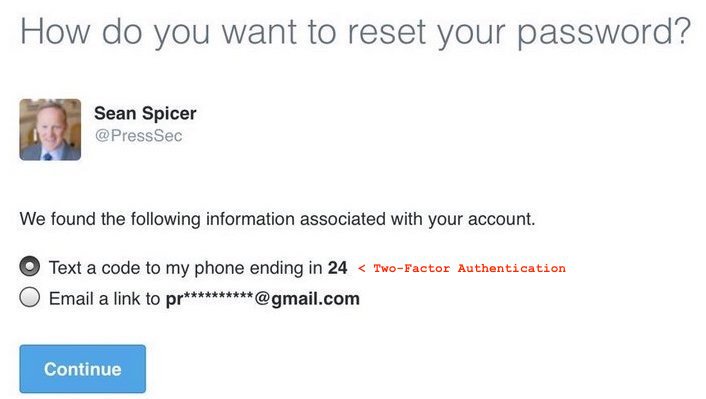 How do you want to reset your password?
Sean Spicer
@PressSec
We found the following information associated with your account.
Text a code to my phone ending in 24 < Two-Factor Authentication
Email a link to pr**********@gmail.com
Continue